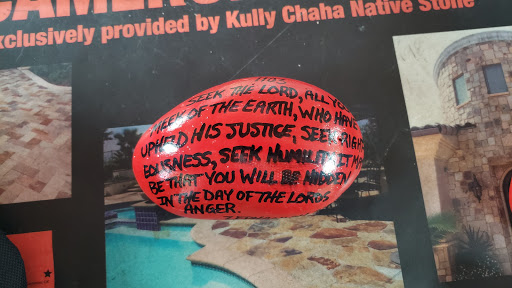 xclusively provided by Kully Chaha Native Stone
SEEK THE LORD, ALL YOU
MEEK OF THE EARTH, WHO HAVE
UPHELD HIS JUSTICE, SEEK RIGHT
EOUSNESS, SEEK HUMILITY IT MAY
BE THAT YOU WILL BE HIDDEN
IN THE DAY OF THE LORDS
ANGER.